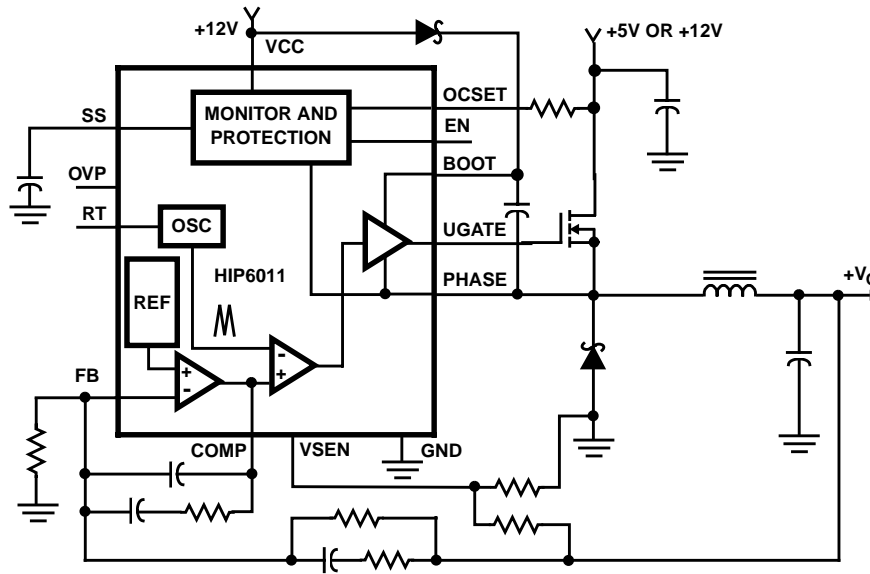 +12V
VCC
+5V OR +12V
OCSET
MONITOR AND
PROTECTION
SS
EN
BOOT
OVP
RT
OSC
UGATE
HIP6011
PHASE
REF
+V
-
+
+
-
FB
COMP
VSEN
GND